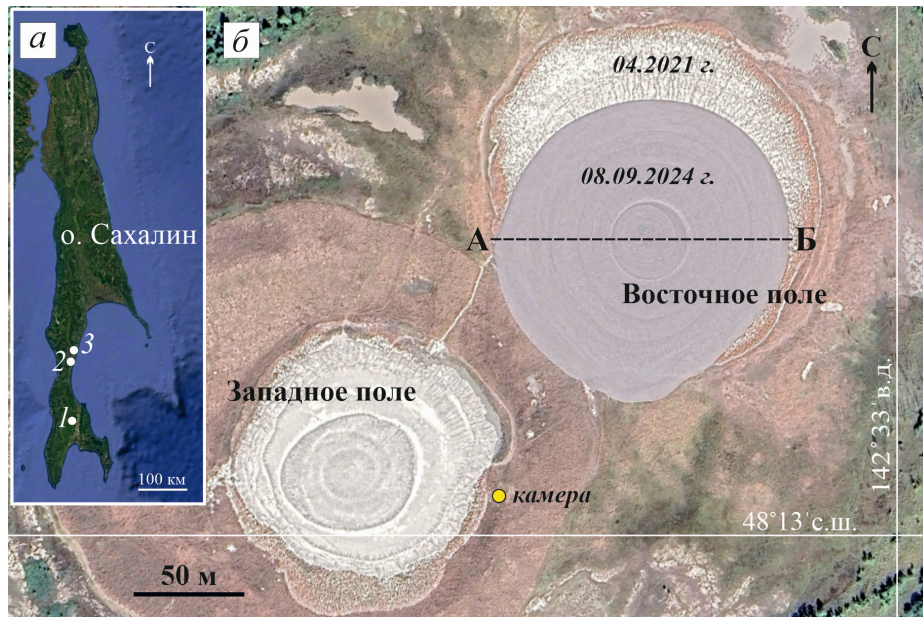 а
С
о. Сахалин
3
2
1
100 км
б
04.2021 г.
С
08.09.2024 г.
А
Б
Восточное поле
Западное поле
камера
142°33'в.д.
48°13'с.ш.
50 м